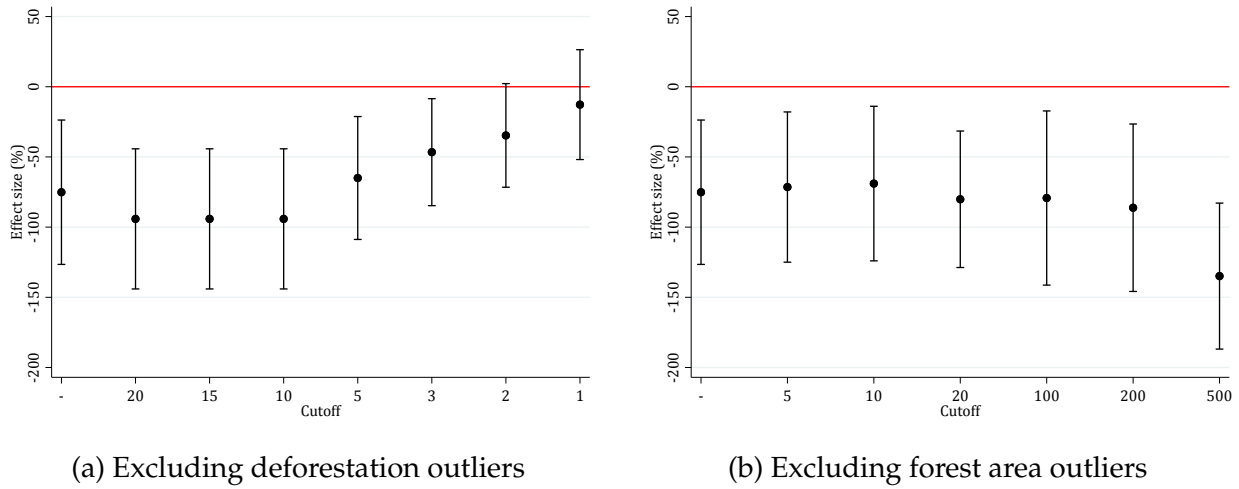 50
0
-50
-100
-150
-200
Effect size (%)
- 20 15 10 5 3 2 1
Cutoff
(a) Excluding deforestation outliers
50
0
-50
-100
-150
-200
Effect size (%)
- 5 10 20 100 200 500
Cutoff
(b) Excluding forest area outliers